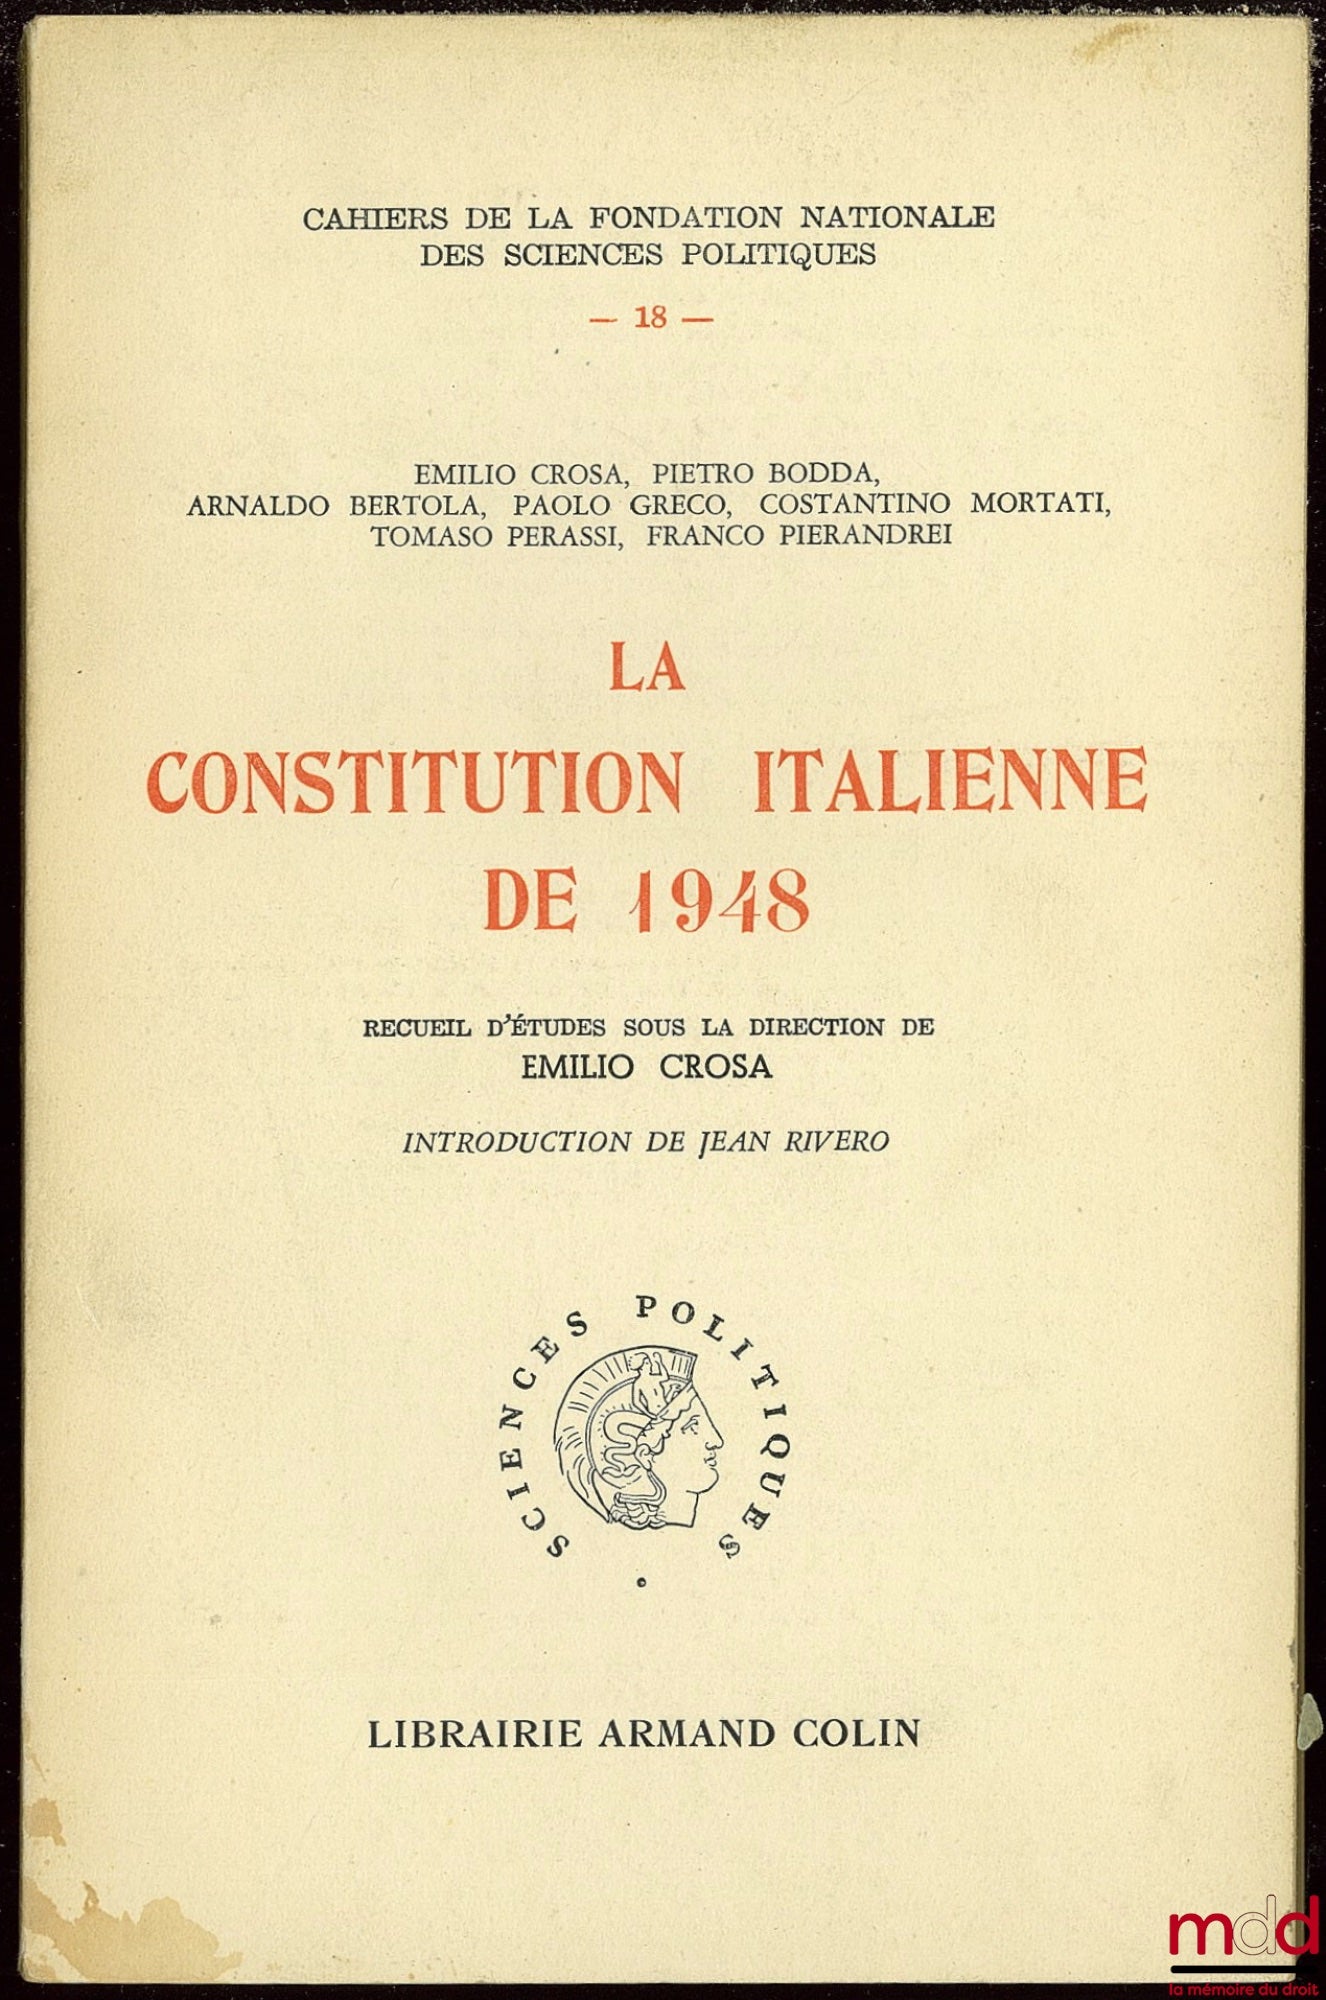 CAHIERS DE LA FONDATION NATIONALE
DES SCIENCES POLITIQUES
— 18 —
EMILIO CROSA, PIETRO BODDA,
ARNALDO BERTOLA, PAOLO GRECO, COSTANTINO MORTATI,
TOMASO PERASSI, FRANCO PIERANDREI
LA
CONSTITUTION ITALIENNE
DE 1948
RECUEIL D'ÉTUDES SOUS LA DIRECTION DE
EMILIO CROSA
INTRODUCTION DE JEAN RIVERO
SCIENCES POLITIQUES
LIBRAIRIE ARMAND COLIN
mdd
la mémoire du droit